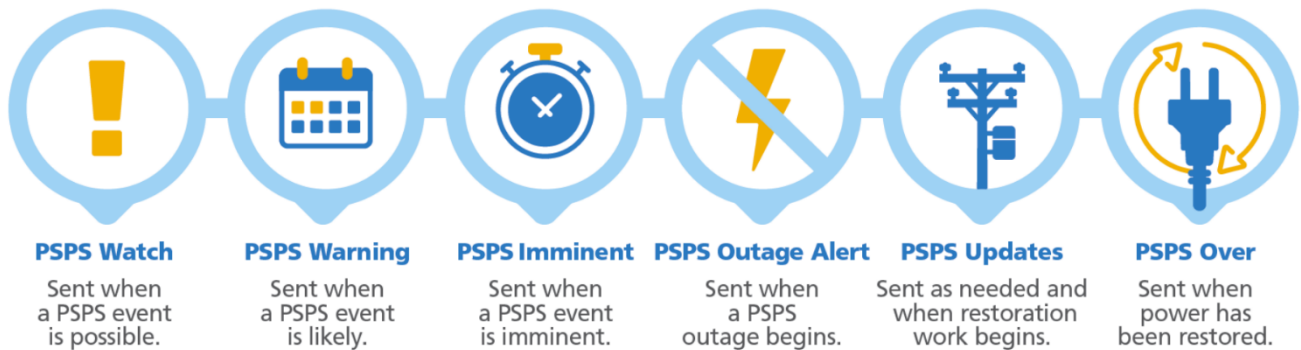 PSPS Watch
Sent when
a PSPS event
is possible.
PSPS Warning
Sent when
a PSPS event
is likely.
PSPS Imminent
Sent when
a PSPS event
is imminent.
PSPS Outage Alert
Sent when
a PSPS
outage begins.
PSPS Updates
Sent as needed and
when restoration
work begins.
PSPS Over
Sent when
power has
been restored.